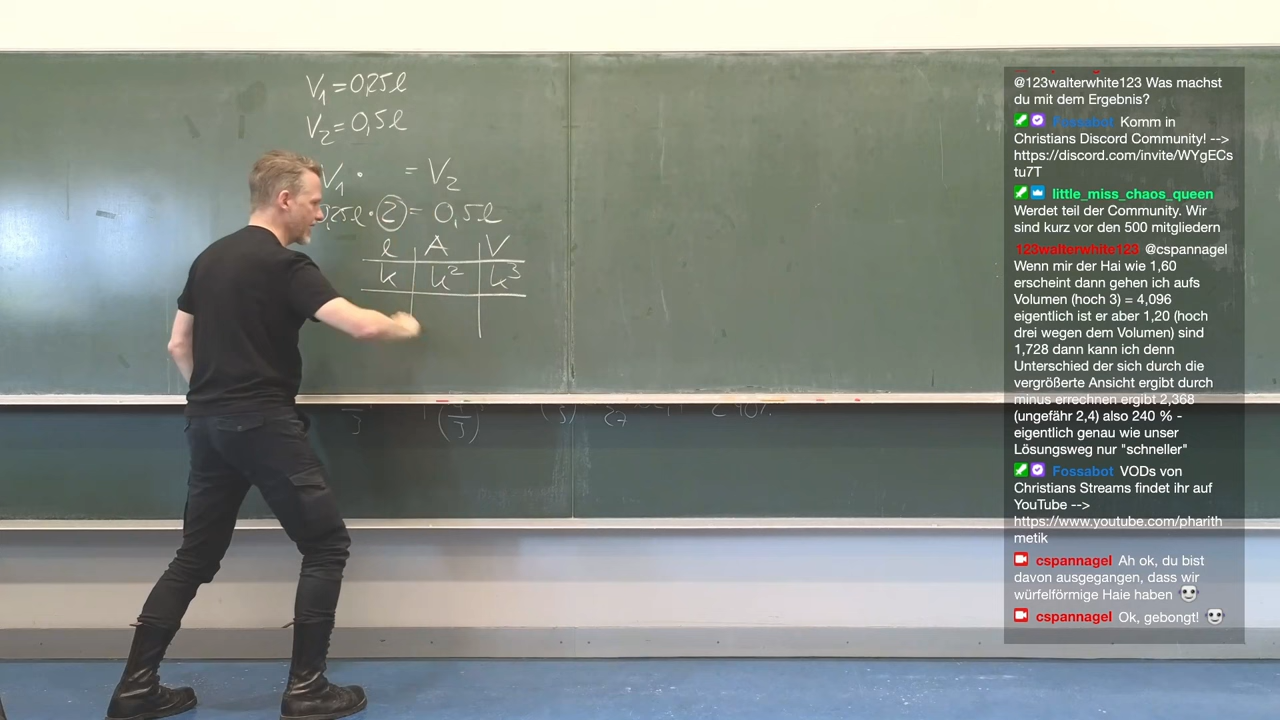 V₁ = 0,25 l
V₂ = 0,5 l
V₁ · = V₂
0,25 l · 2 = 0,5 l
l A V
k k² k³
3
3
(3)
27
@123walterwhite123 Was machst
du mit dem Ergebnis?
Fossabot Komm in
Christians Discord Community! -->
https://discord.com/invite/WYgECs
tu7T
little_miss_chaos_queen
Werdet teil der Community. Wir
sind kurz vor den 500 mitgliedern
123walterwhite123 @cspannagel
Wenn mir der Hai wie 1,60
erscheint dann gehen ich aufs
Volumen (hoch 3) = 4,096
eigentlich ist er aber 1,20 (hoch
drei wegen dem Volumen) sind
1,728 dann kann ich denn
Unterschied der sich durch die
vergrößerte Ansicht ergibt durch
minus errechnen ergibt 2,368
(ungefähr 2,4) also 240 % -
eigentlich genau wie unser
Lösungsweg nur "schneller"
Fossabot VODs von
Christians Streams findet ihr auf
YouTube -->
https://www.youtube.com/pharith
metik
cspannagel Ah ok, du bist
davon ausgegangen, dass wir
würfelförmige Haie haben
cspannagel Ok, gebongt!